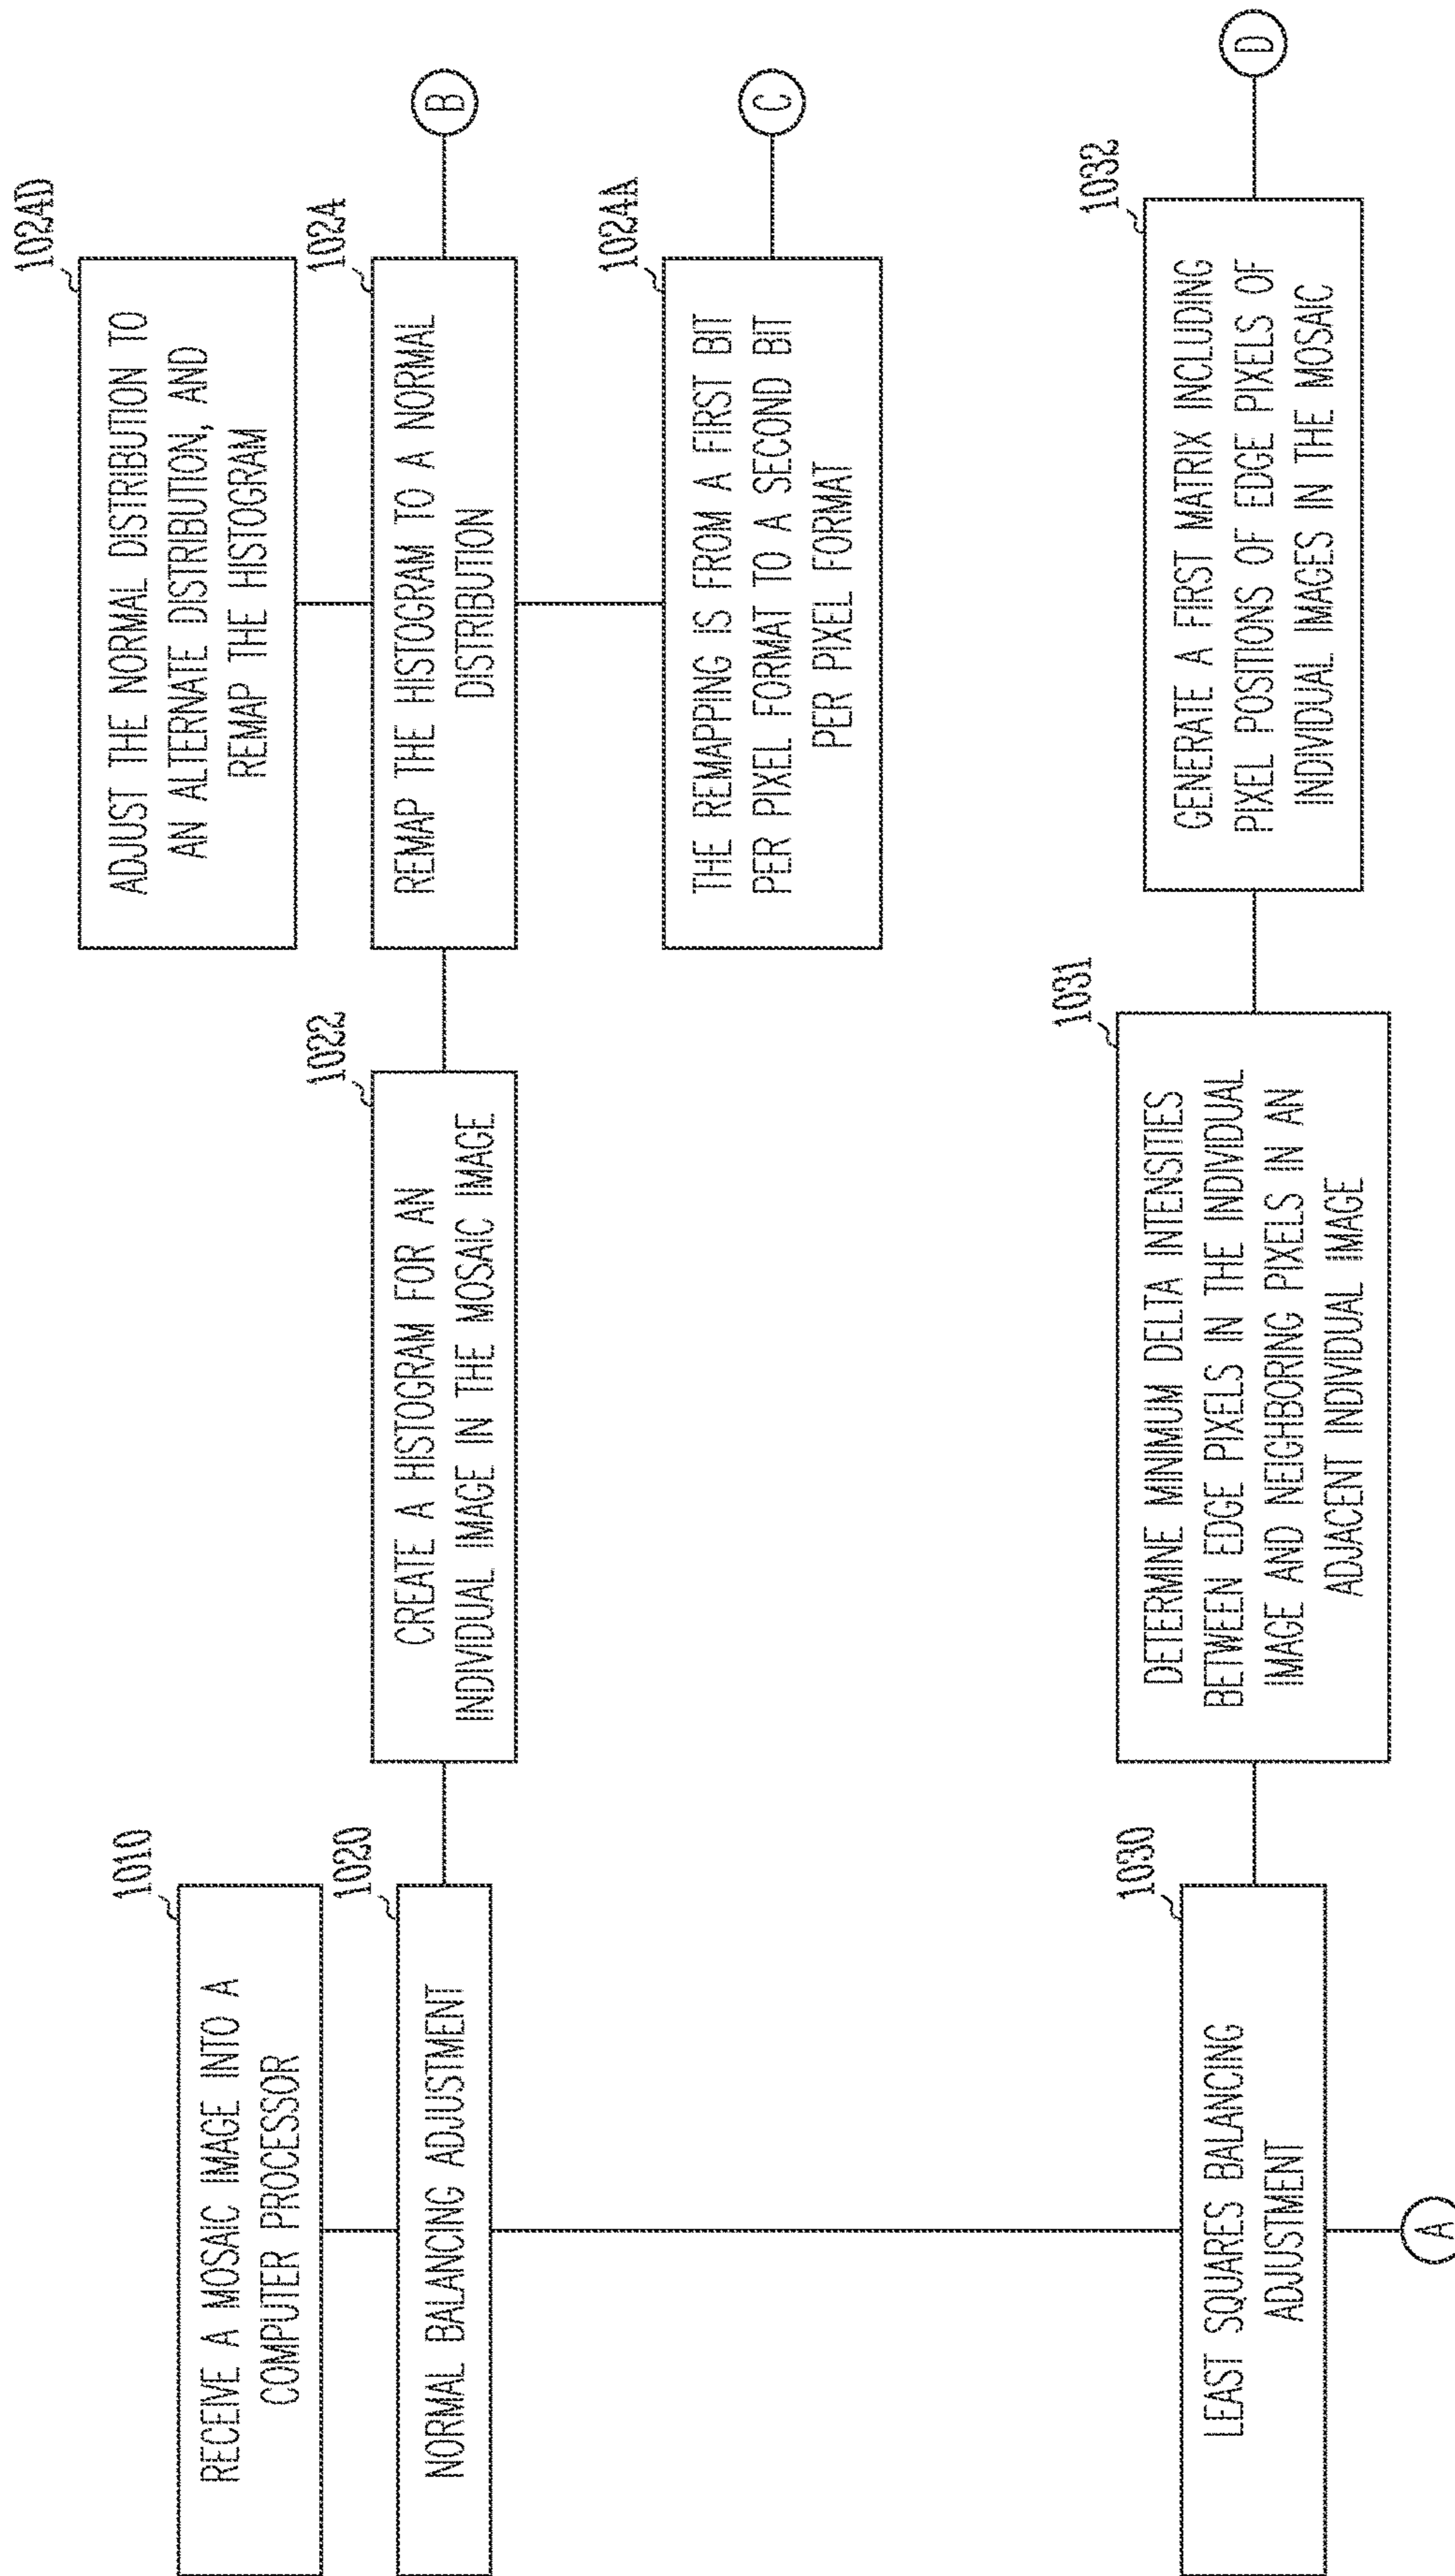 1010
RECEIVE A MOSAIC IMAGE INTO A
COMPUTER PROCESSOR
1020
NORMAL BALANCING ADJUSTMENT
1022
CREATE A HISTOGRAM FOR AN
INDIVIDUAL IMAGE IN THE MOSAIC IMAGE
1024D
ADJUST THE NORMAL DISTRIBUTION TO
AN ALTERNATE DISTRIBUTION, AND
REMAP THE HISTOGRAM
1024
REMAP THE HISTOGRAM TO A NORMAL
DISTRIBUTION
B
1024A
THE REMAPPING IS FROM A FIRST BIT
PER PIXEL FORMAT TO A SECOND BIT
PER PIXEL FORMAT
C
1030
LEAST SQUARES BALANCING
ADJUSTMENT
A
1031
DETERMINE MINIMUM DELTA INTENSITIES
BETWEEN EDGE PIXELS IN THE INDIVIDUAL
IMAGE AND NEIGHBORING PIXELS IN AN
ADJACENT INDIVIDUAL IMAGE
1032
GENERATE A FIRST MATRIX INCLUDING
PIXEL POSITIONS OF EDGE PIXELS OF
INDIVIDUAL IMAGES IN THE MOSAIC
D